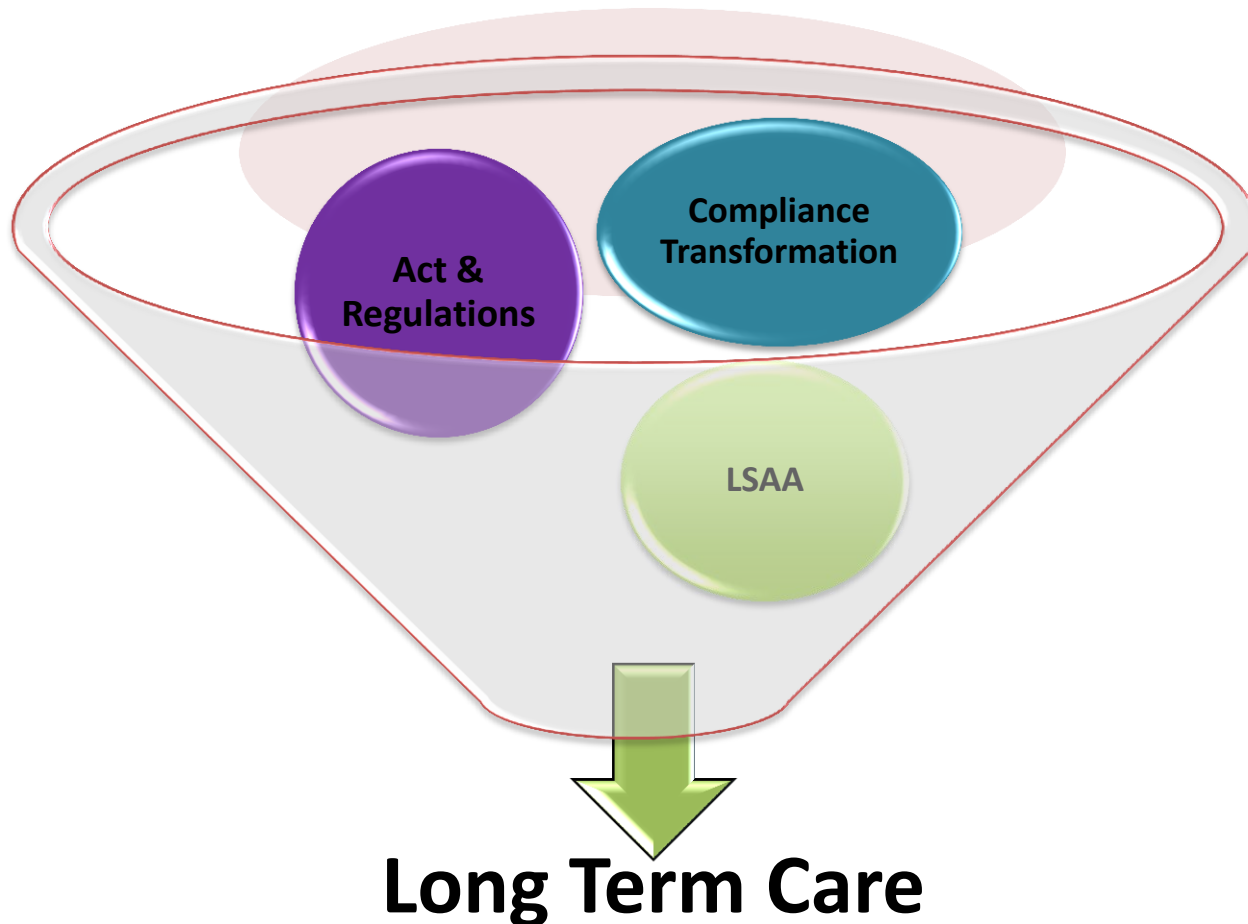 Compliance
Transformation
Act &
Regulations
LSAA
Long Term Care